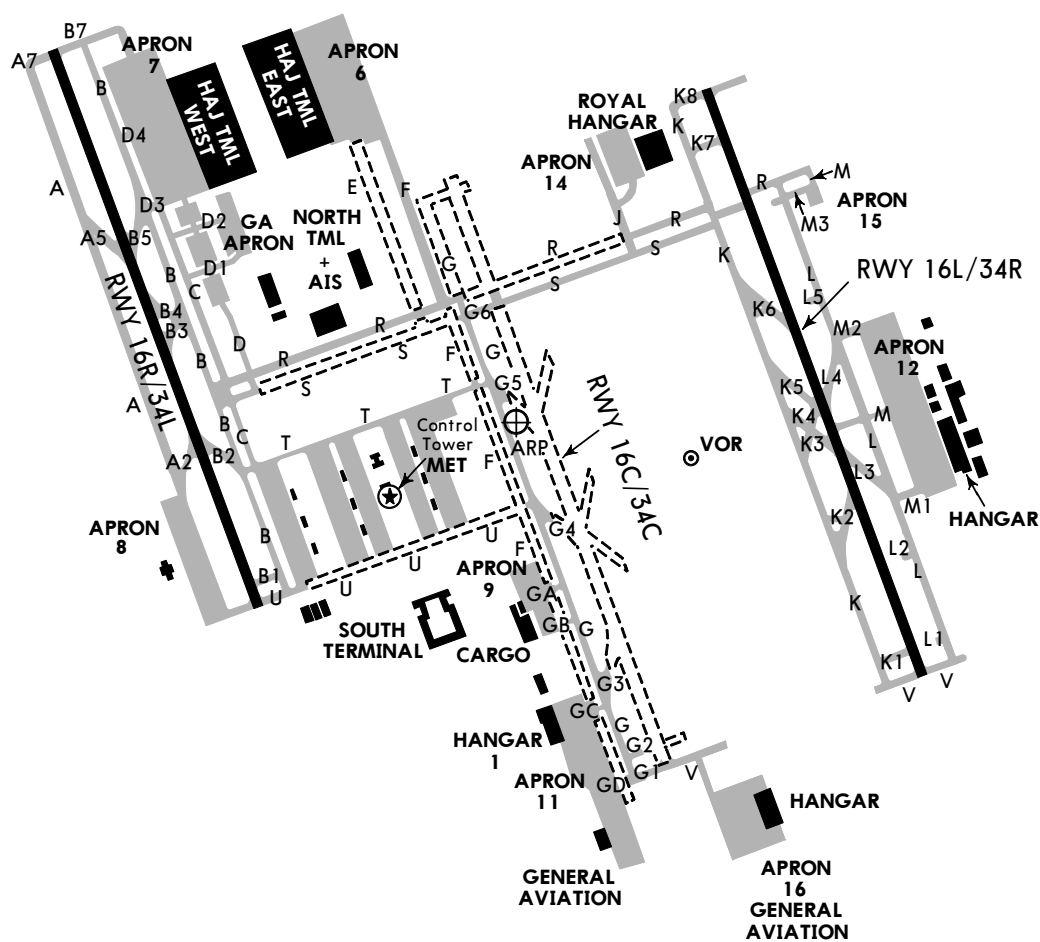 B7
A7
APRON
7
B
HAJ TML
WEST
HAJ TML
EAST
APRON
6
D4
A
D3
A5
B5
D2
GA
APRON
D1
B
C
B4
B3
D
B
RWY 16R/34L
A
NORTH
TML
+
AIS
E
F
G
R
S
R
S
G6
F
G
T
G5
T
T
Control
Tower
MET
ARP
F
B
C
B2
A2
APRON
8
B
B1
U
U
U
U
F
G4
RWY 16C/34C
APRON
9
GA
GB
G
SOUTH
TERMINAL
CARGO
G3
GC
G
G2
G1
V
GD
HANGAR
1
APRON
11
GENERAL
AVIATION
HANGAR
APRON
16
GENERAL
AVIATION
ROYAL
HANGAR
APRON
14
J
R
S
R
S
K8
K
K7
R
M
M3
APRON
15
K
L
L5
RWY 16L/34R
K6
M2
APRON
12
K5
L4
K4
M
K3
L
L3
M1
HANGAR
K2
L2
L
K
K1
L1
V
V
VOR